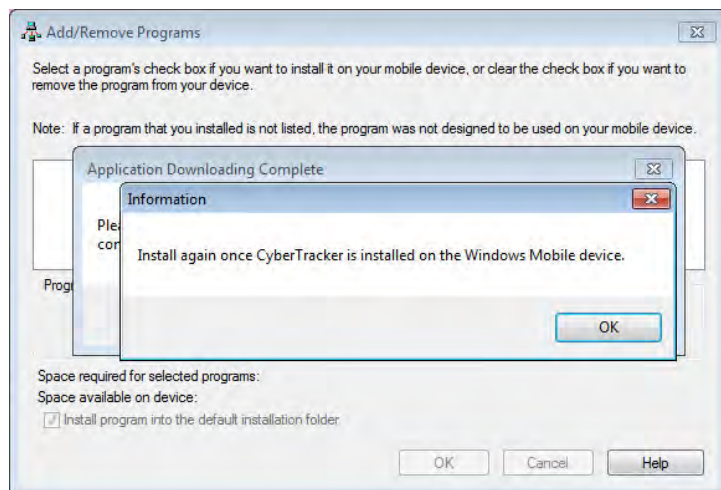 Add/Remove Programs
Select a program's check box if you want to install it on your mobile device, or clear the check box if you want to
remove the program from your device.
Note: If a program that you installed is not listed, the program was not designed to be used on your mobile device.
Application Downloading Complete
Information
Install again once CyberTracker is installed on the Windows Mobile device.
OK
Space required for selected programs:
Space available on device:
Install program into the default installation folder
OK
Cancel
Help